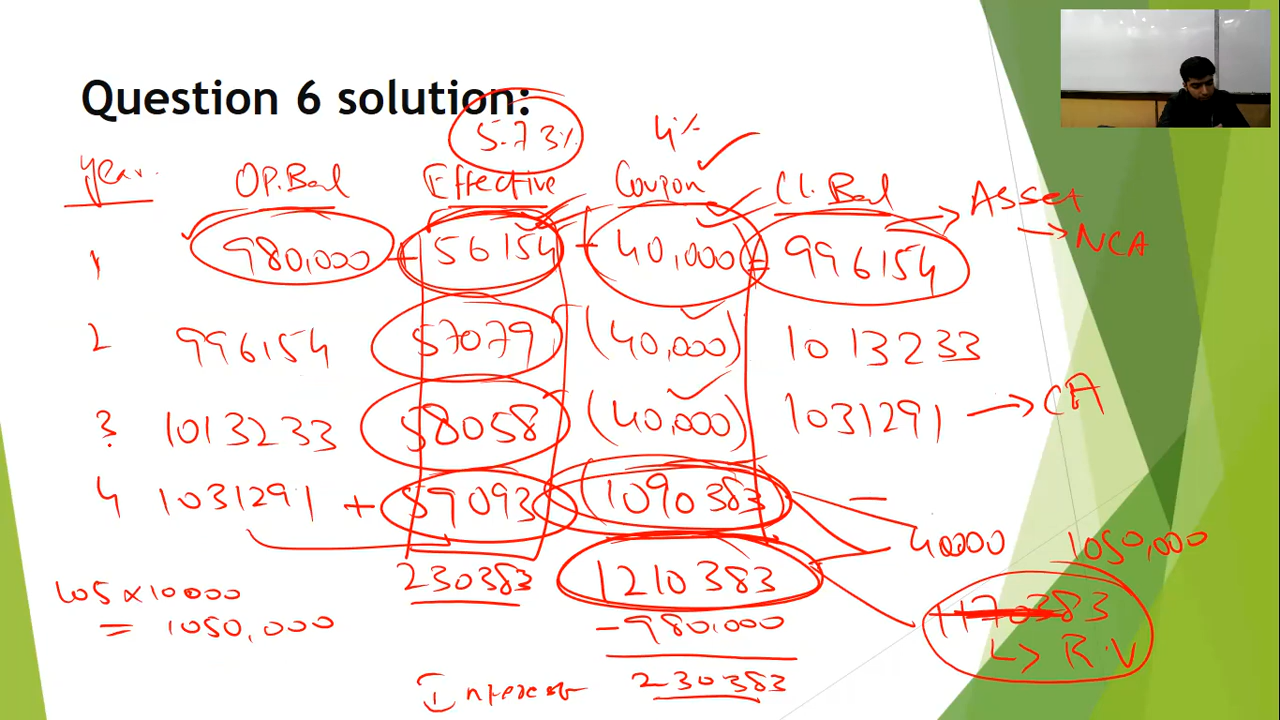 Question 6 solution:
5.73%
4%
Year
OP. Bal
Effective
Coupon
Cl. Bal
→ Asset
→ NCA
1
980,000 +
56154 -
40,000 =
996154
2
996154
57079
(40,000)
1013233
3
1013233
58058
(40,000)
1031291
→ CA
4
1031291 +
59093
(1090383
-
230383
1210383
40000
1050,000
105 x 10000
= 1050,000
- 980,000
1170383
↳ R.V
Interest
230383